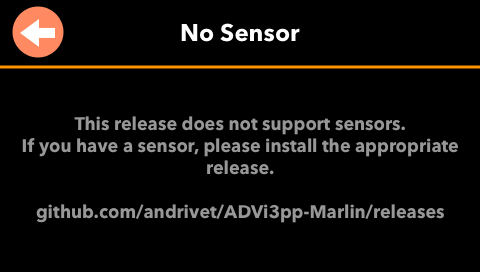 No Sensor
This release does not support sensors.
If you have a sensor, please install the appropriate
release.
github.com/andrivet/ADVi3pp-Marlin/releases